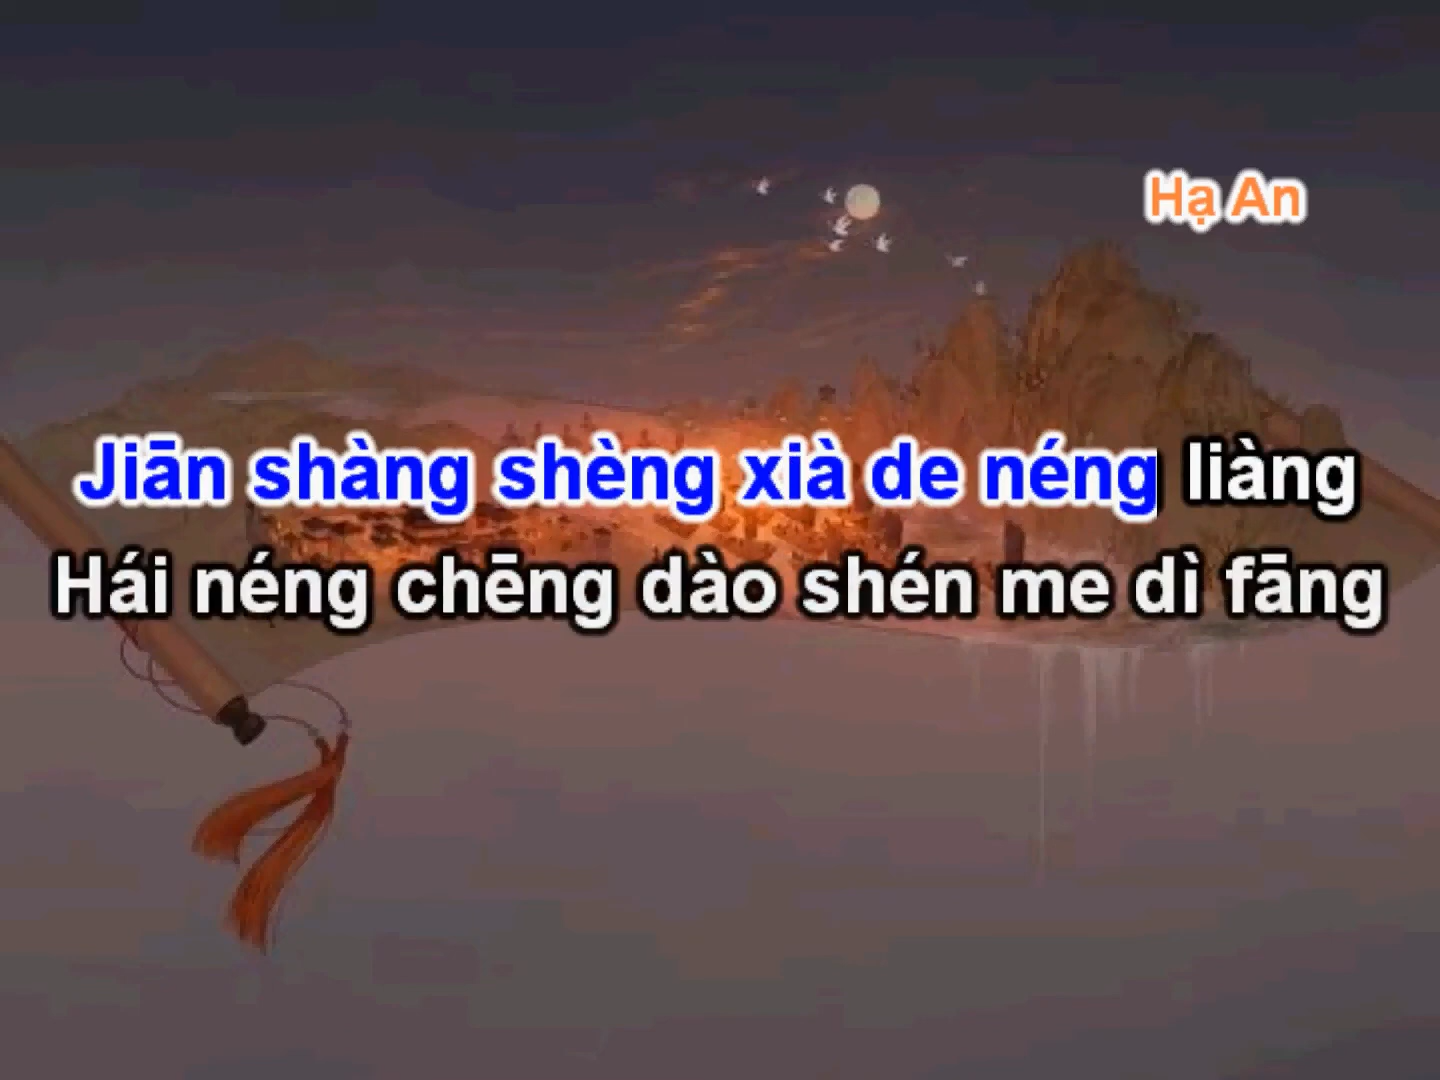 Hạ An
Jiān shàng shèng xià de néng liàng
Hái néng chēng dào shén me dì fāng